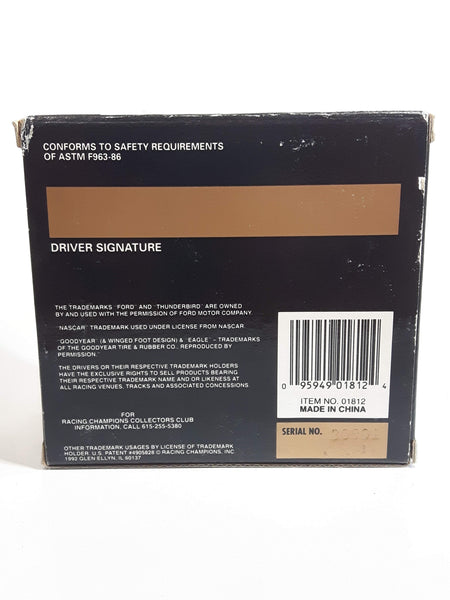 CONFORMS TO SAFETY REQUIREMENTS
OF ASTM F963-86
DRIVER SIGNATURE
THE TRADEMARKS "FORD" AND "THUNDERBIRD" ARE OWNED
BY AND USED WITH THE PERMISSION OF FORD MOTOR COMPANY.
"NASCAR" TRADEMARK USED UNDER LICENSE FROM NASCAR
"GOODYEAR (& WINGED FOOT DESIGN) & "EAGLE" - TRADEMARKS
OF THE GOODYEAR TIRE & RUBBER CO., REPRODUCED BY
PERMISSION.
THE DRIVERS OR THEIR RESPECTIVE TRADEMARK HOLDERS
HAVE THE EXCLUSIVE RIGHTS TO SELL PRODUCTS BEARING
THEIR RESPECTIVE TRADEMARK NAME AND OR LIKENESS AT
ALL RACING VENUES, TRACKS AND ASSOCIATED CONCESSIONS.
FOR
RACING CHAMPIONS COLLECTORS CLUB
INFORMATION, CALL 615-255-5380
OTHER TRADEMARK USAGES BY LICENSE OF TRADEMARK
HOLDER. U.S. PATENT #4905828 © RACING CHAMPIONS, INC
1992 GLEN ELLYN, IL 60137
0 95949 01812 4
ITEM NO. 01812
MADE IN CHINA
SERIAL NO.